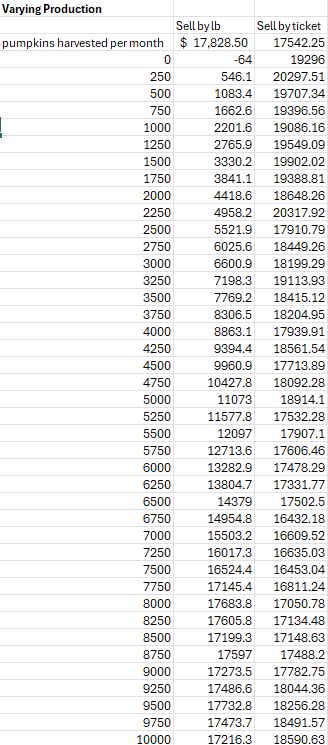 Varying Production
Sell by lb Sell by ticket
pumpkins harvested per month $ 17,828.50 17542.25
0 -64 19296
250 546.1 20297.51
500 1083.4 19707.34
750 1662.6 19396.56
1000 2201.6 19086.16
1250 2765.9 19549.09
1500 3330.2 19902.02
1750 3841.1 19388.81
2000 4418.6 18648.26
2250 4958.2 20317.92
2500 5521.9 17910.79
2750 6025.6 18449.26
3000 6600.9 18199.29
3250 7198.3 19113.93
3500 7769.2 18415.12
3750 8306.5 18204.95
4000 8863.1 17939.91
4250 9394.4 18561.54
4500 9960.9 17713.89
4750 10427.8 18092.28
5000 11073 18914.1
5250 11577.8 17532.28
5500 12097 17907.1
5750 12713.6 17606.46
6000 13282.9 17478.29
6250 13804.7 17331.77
6500 14379 17502.5
6750 14954.8 16432.18
7000 15503.2 16609.52
7250 16017.3 16635.03
7500 16524.4 16453.04
7750 17145.4 16811.24
8000 17683.8 17050.78
8250 17605.8 17134.48
8500 17199.3 17148.63
8750 17597 17488.2
9000 17273.5 17782.75
9250 17486.6 18044.36
9500 17732.8 18256.28
9750 17473.7 18491.57
10000 17216.3 18590.63